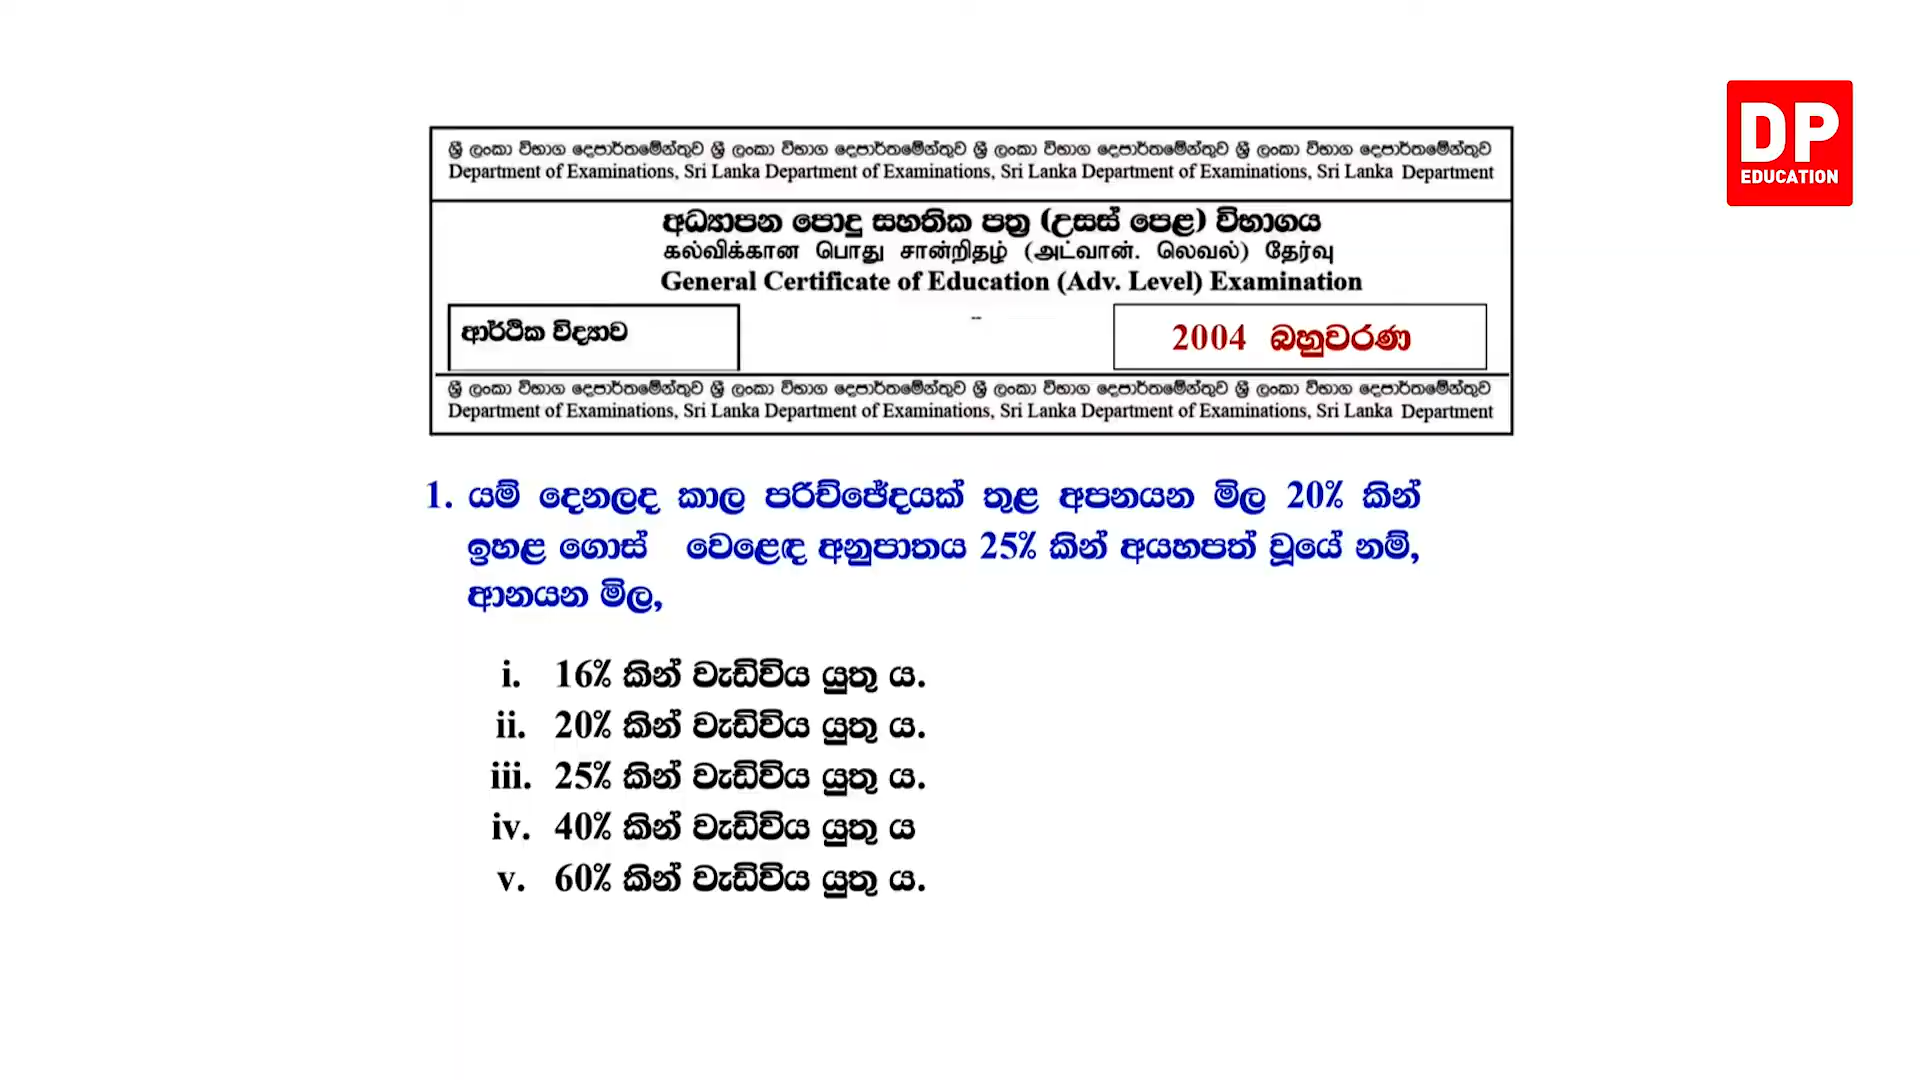 DP
EDUCATION
ශ්‍රී ලංකා විභාග දෙපාර්තමේන්තුව ශ්‍රී ලංකා විභාග දෙපාර්තමේන්තුව ශ්‍රී ලංකා විභාග දෙපාර්තමේන්තුව ශ්‍රී ලංකා විභාග දෙපාර්තමේන්තුව
Department of Examinations, Sri Lanka Department of Examinations, Sri Lanka Department of Examinations, Sri Lanka Department
අධ්‍යාපන පොදු සහතික පත්‍ර (උසස් පෙළ) විභාගය
கல்விக்கான பொது சான்றிதழ் (அட்வான். லெவல்) தேர்வு
General Certificate of Education (Adv. Level) Examination
ආර්ථික විද්‍යාව
2004 බහුවරණ
ශ්‍රී ලංකා විභාග දෙපාර්තමේන්තුව ශ්‍රී ලංකා විභාග දෙපාර්තමේන්තුව ශ්‍රී ලංකා විභාග දෙපාර්තමේන්තුව ශ්‍රී ලංකා විභාග දෙපාර්තමේන්තුව
Department of Examinations, Sri Lanka Department of Examinations, Sri Lanka Department of Examinations, Sri Lanka Department
1. යම් දෙනලද කාල පරිච්ඡේදයක් තුළ අපනයන මිල 20% කින්
ඉහළ ගොස් වෙළෙඳ අනුපාතය 25% කින් අයහපත් වූයේ නම්,
ආනයන මිල,
i. 16% කින් වැඩිවිය යුතු ය.
ii. 20% කින් වැඩිවිය යුතු ය.
iii. 25% කින් වැඩිවිය යුතු ය.
iv. 40% කින් වැඩිවිය යුතු ය
v. 60% කින් වැඩිවිය යුතු ය.